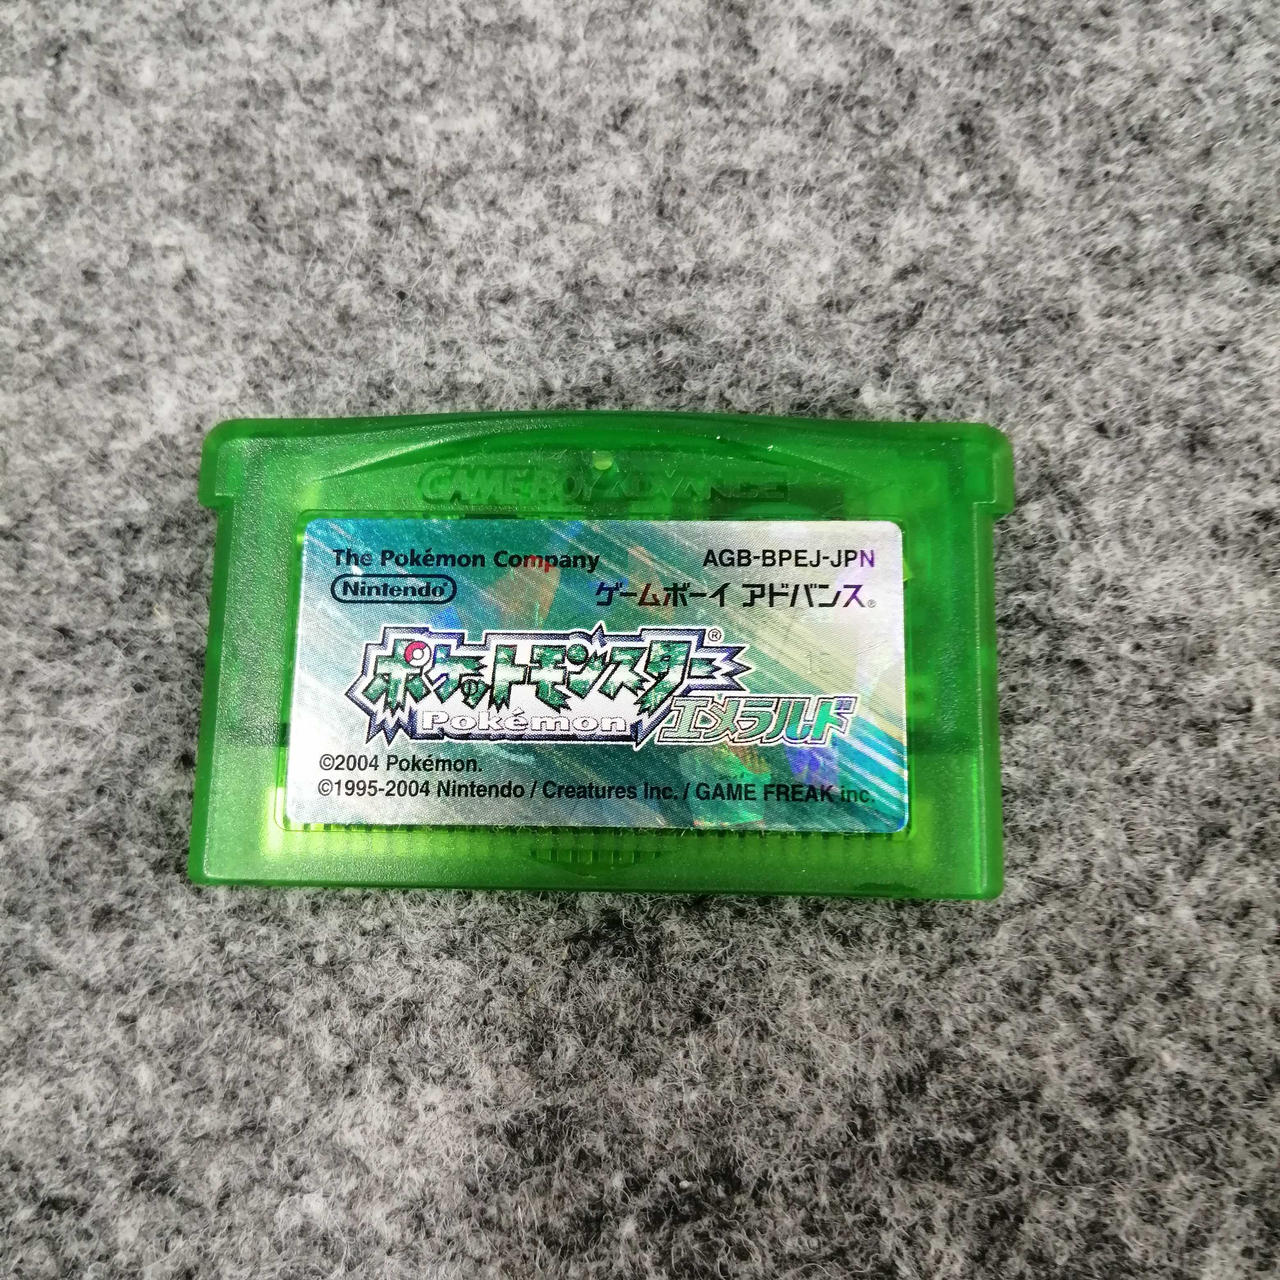 GAME BOY ADVANCE
The Pokémon Company AGB-BPEJ-JPN
Nintendo® ゲームボーイ アドバンス®
ポケットモンスター®
Pokémon エメラルド
©2004 Pokémon.
©1995-2004 Nintendo / Creatures Inc. / GAME FREAK inc.